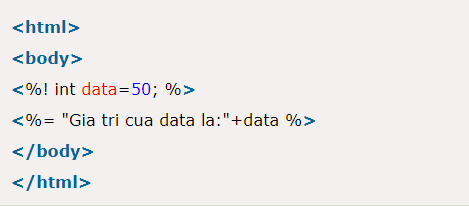 <html>
<body>
<%! int data=50; %>
<%= "Gia tri cua data la:"+data %>
</body>
</html>